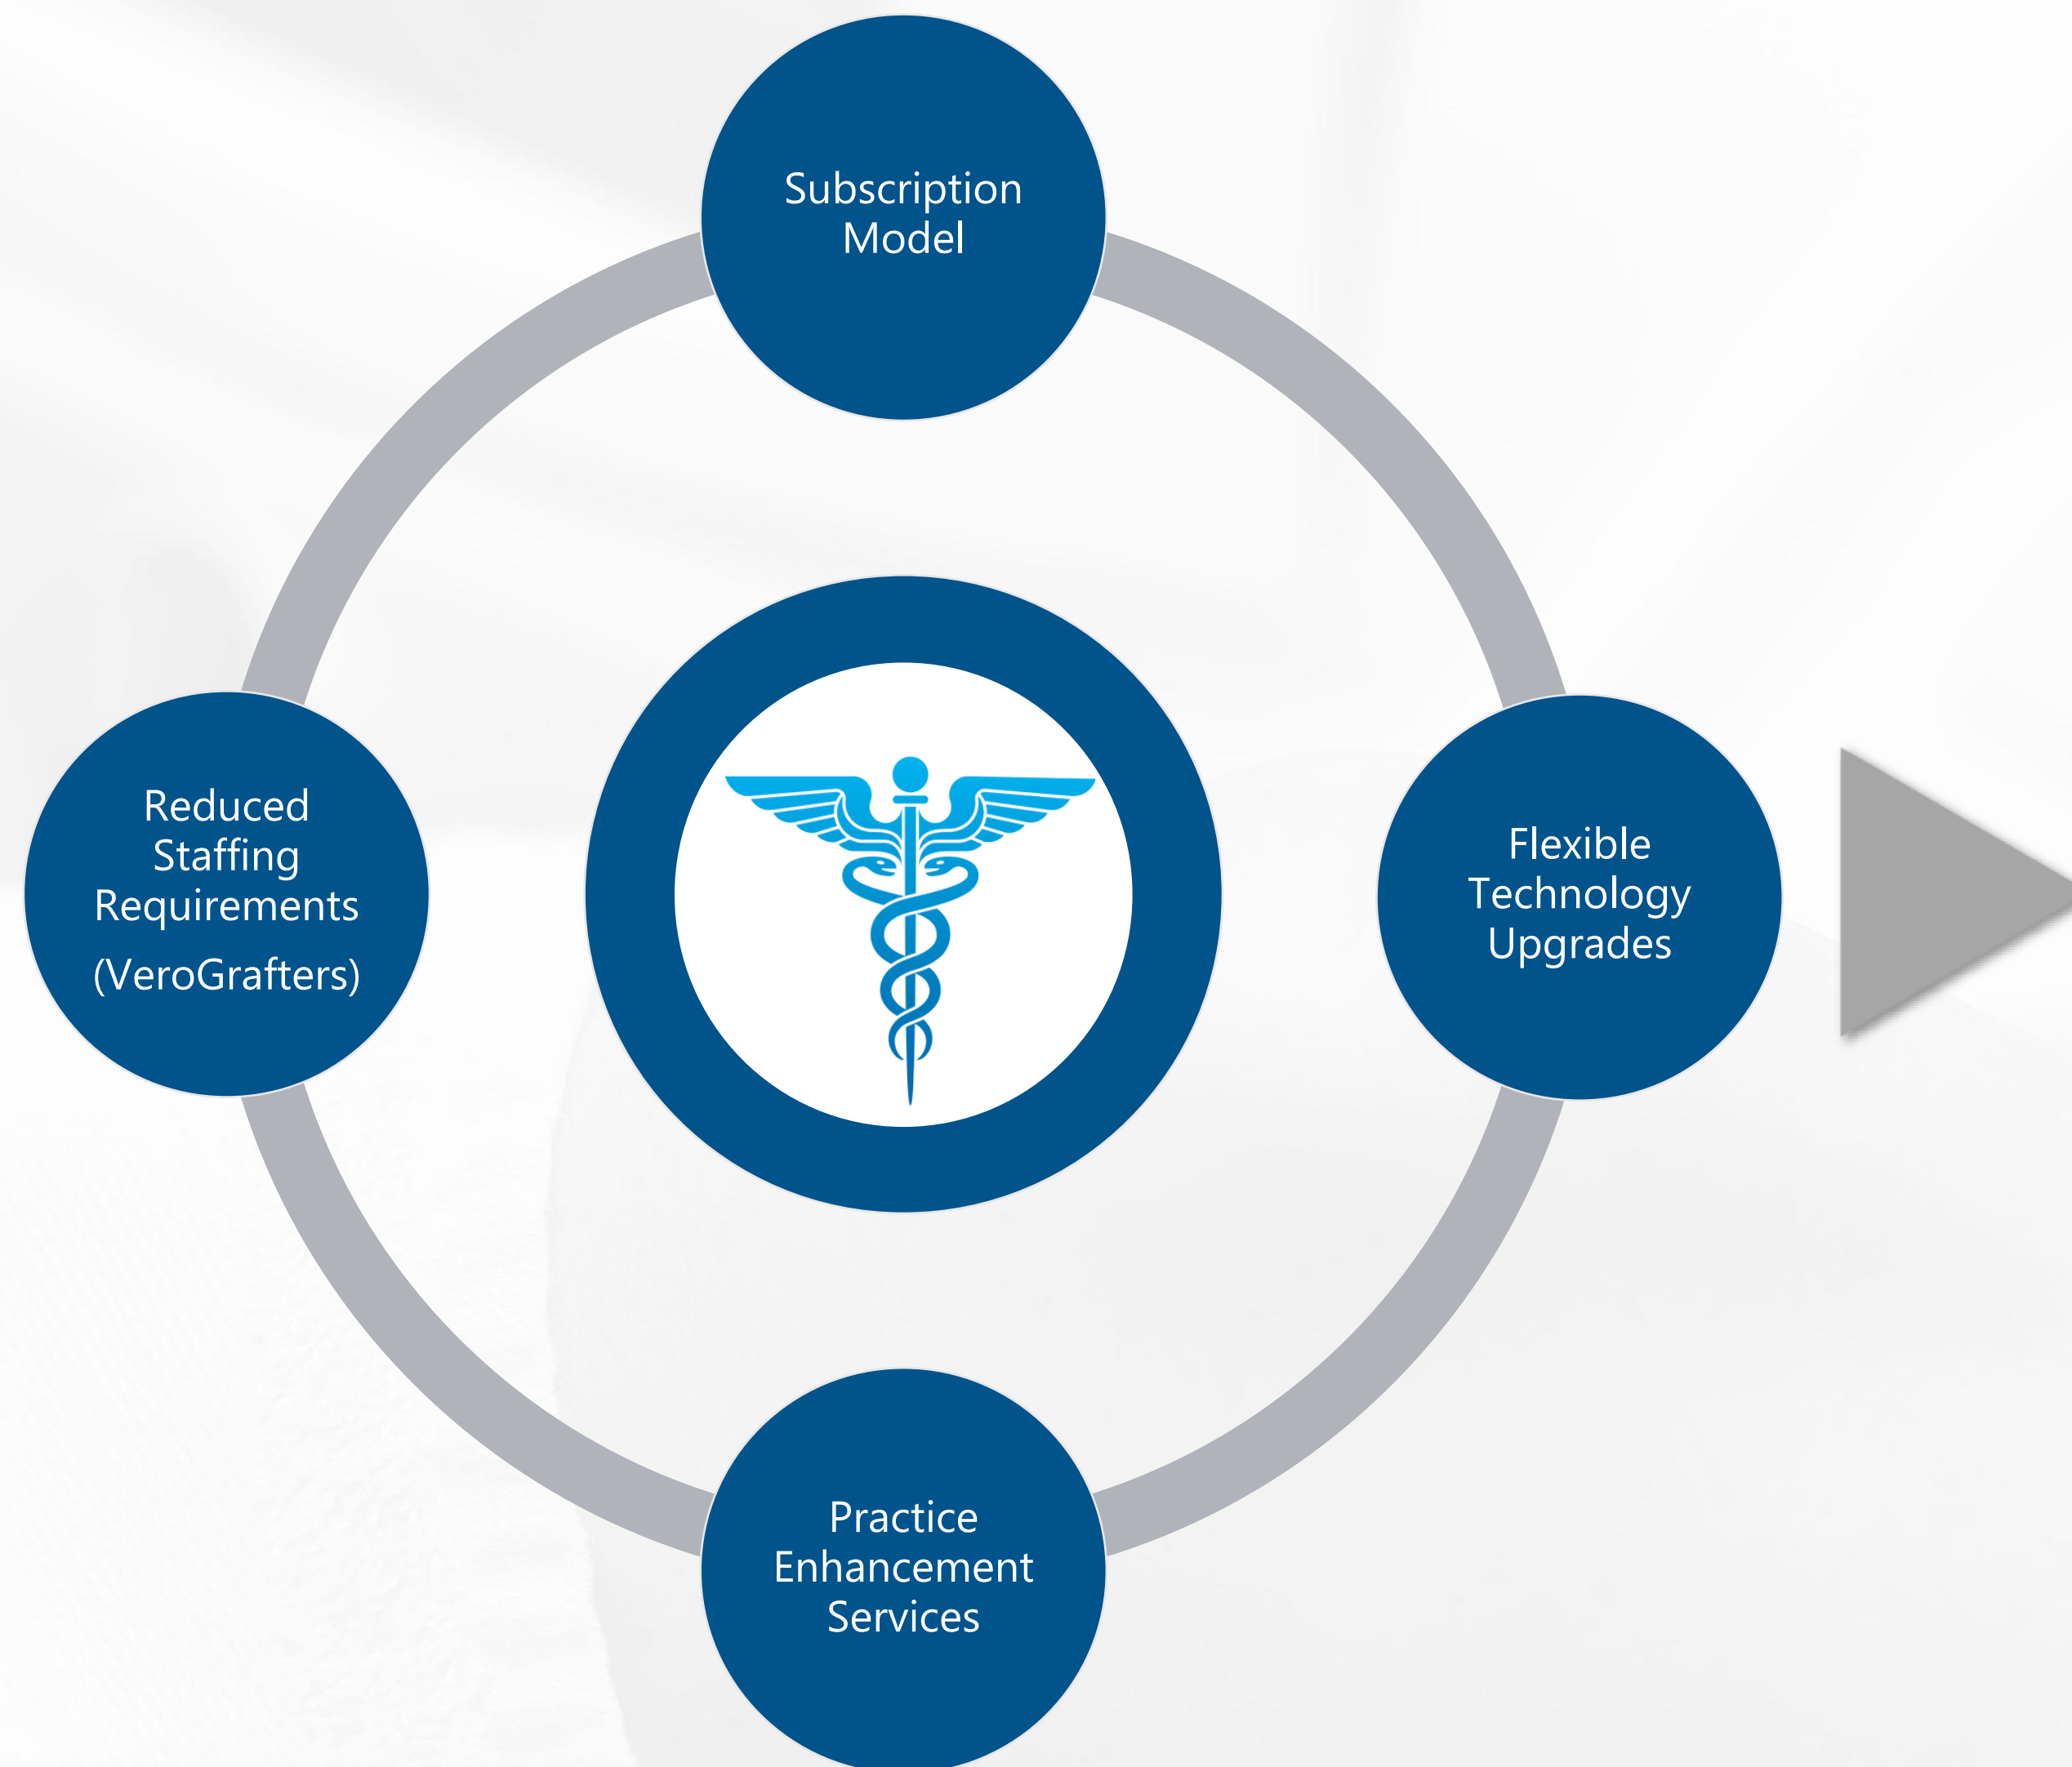 Subscription
Model
Reduced
Staffing
Requirements
(VeroGrafters)
Flexible
Technology
Upgrades
Practice
Enhancement
Services